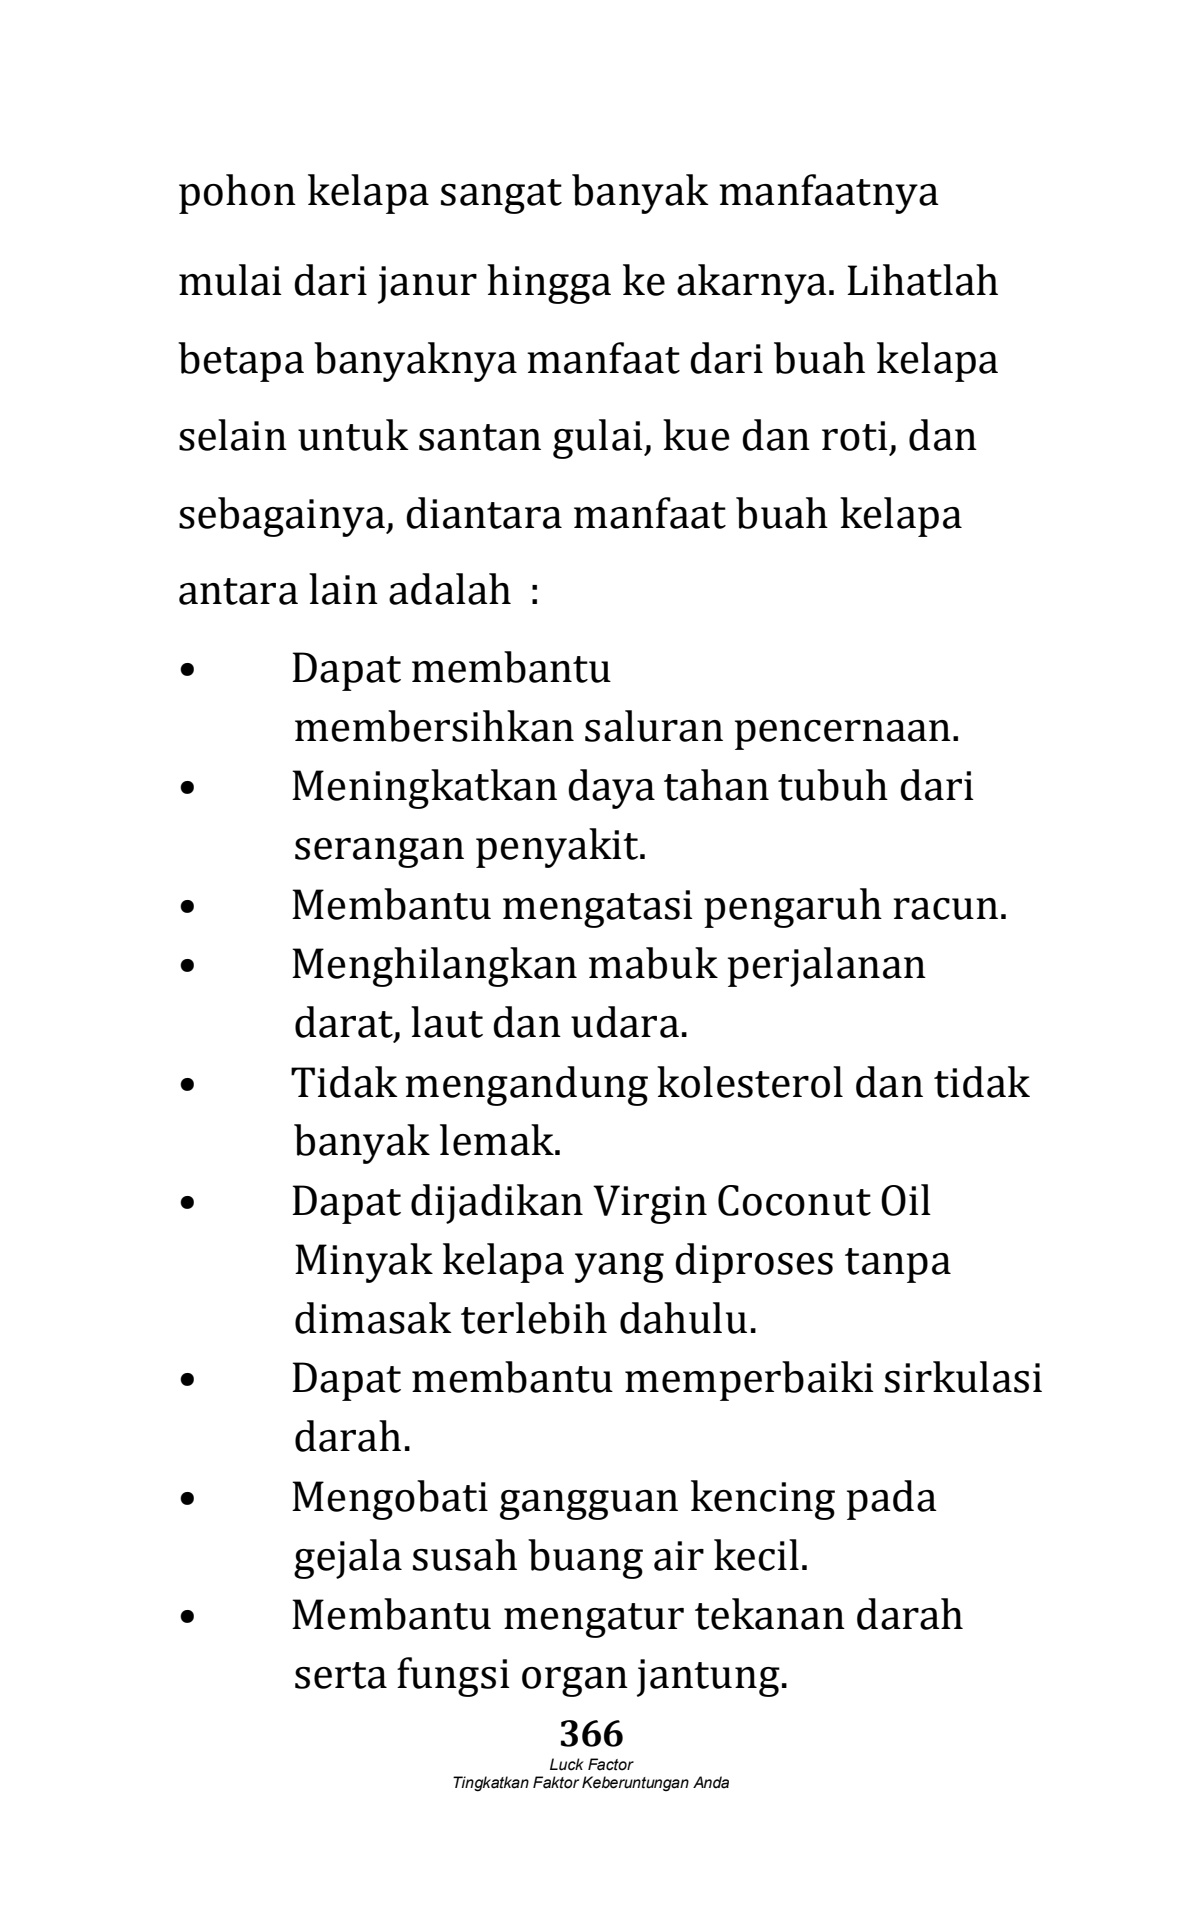 pohon kelapa sangat banyak manfaatnya
mulai dari janur hingga ke akarnya. Lihatlah
betapa banyaknya manfaat dari buah kelapa
selain untuk santan gulai, kue dan roti, dan
sebagainya, diantara manfaat buah kelapa
antara lain adalah :
• Dapat membantu
membersihkan saluran pencernaan.
• Meningkatkan daya tahan tubuh dari
serangan penyakit.
• Membantu mengatasi pengaruh racun.
• Menghilangkan mabuk perjalanan
darat, laut dan udara.
• Tidak mengandung kolesterol dan tidak
banyak lemak.
• Dapat dijadikan Virgin Coconut Oil
Minyak kelapa yang diproses tanpa
dimasak terlebih dahulu.
• Dapat membantu memperbaiki sirkulasi
darah.
• Mengobati gangguan kencing pada
gejala susah buang air kecil.
• Membantu mengatur tekanan darah
serta fungsi organ jantung.
366
Luck Factor
Tingkatkan Faktor Keberuntungan Anda